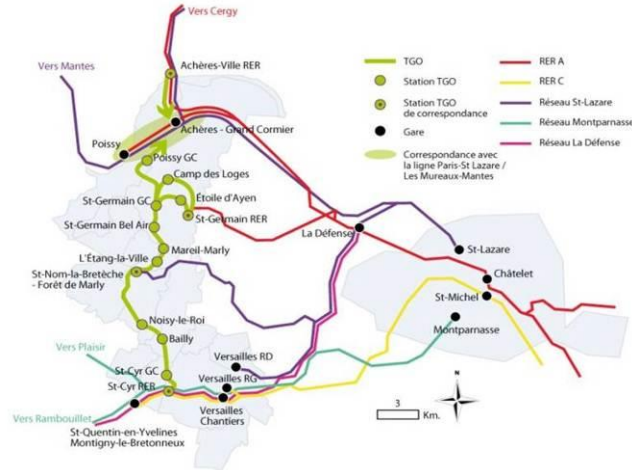 Vers Cergy
Vers Mantes
Achères-Ville RER
Achères - Grand Cormier
Poissy
Poissy GC
Camp des Loges
St-Germain GC
Étoile d'Ayen
St-Germain RER
St-Germain Bel Air
Mareil-Marly
L'Étang-la-Ville
St-Nom-la-Bretèche
- Forêt de Marly
Noisy-le-Roi
Bailly
Vers Plaisir
St-Cyr GC
St-Cyr RER
Vers Rambouillet
St-Quentin-en-Yvelines
Montigny-le-Bretonneux
Versailles RD
Versailles RG
Versailles
Chantiers
La Défense
St-Lazare
Châtelet
St-Michel
Montparnasse
TGO
Station TGO
Station TGO
de correspondance
Gare
Correspondance avec
la ligne Paris-St Lazare /
Les Mureaux-Mantes
RER A
RER C
Réseau St-Lazare
Réseau Montparnasse
Réseau La Défense
3
Km.
N